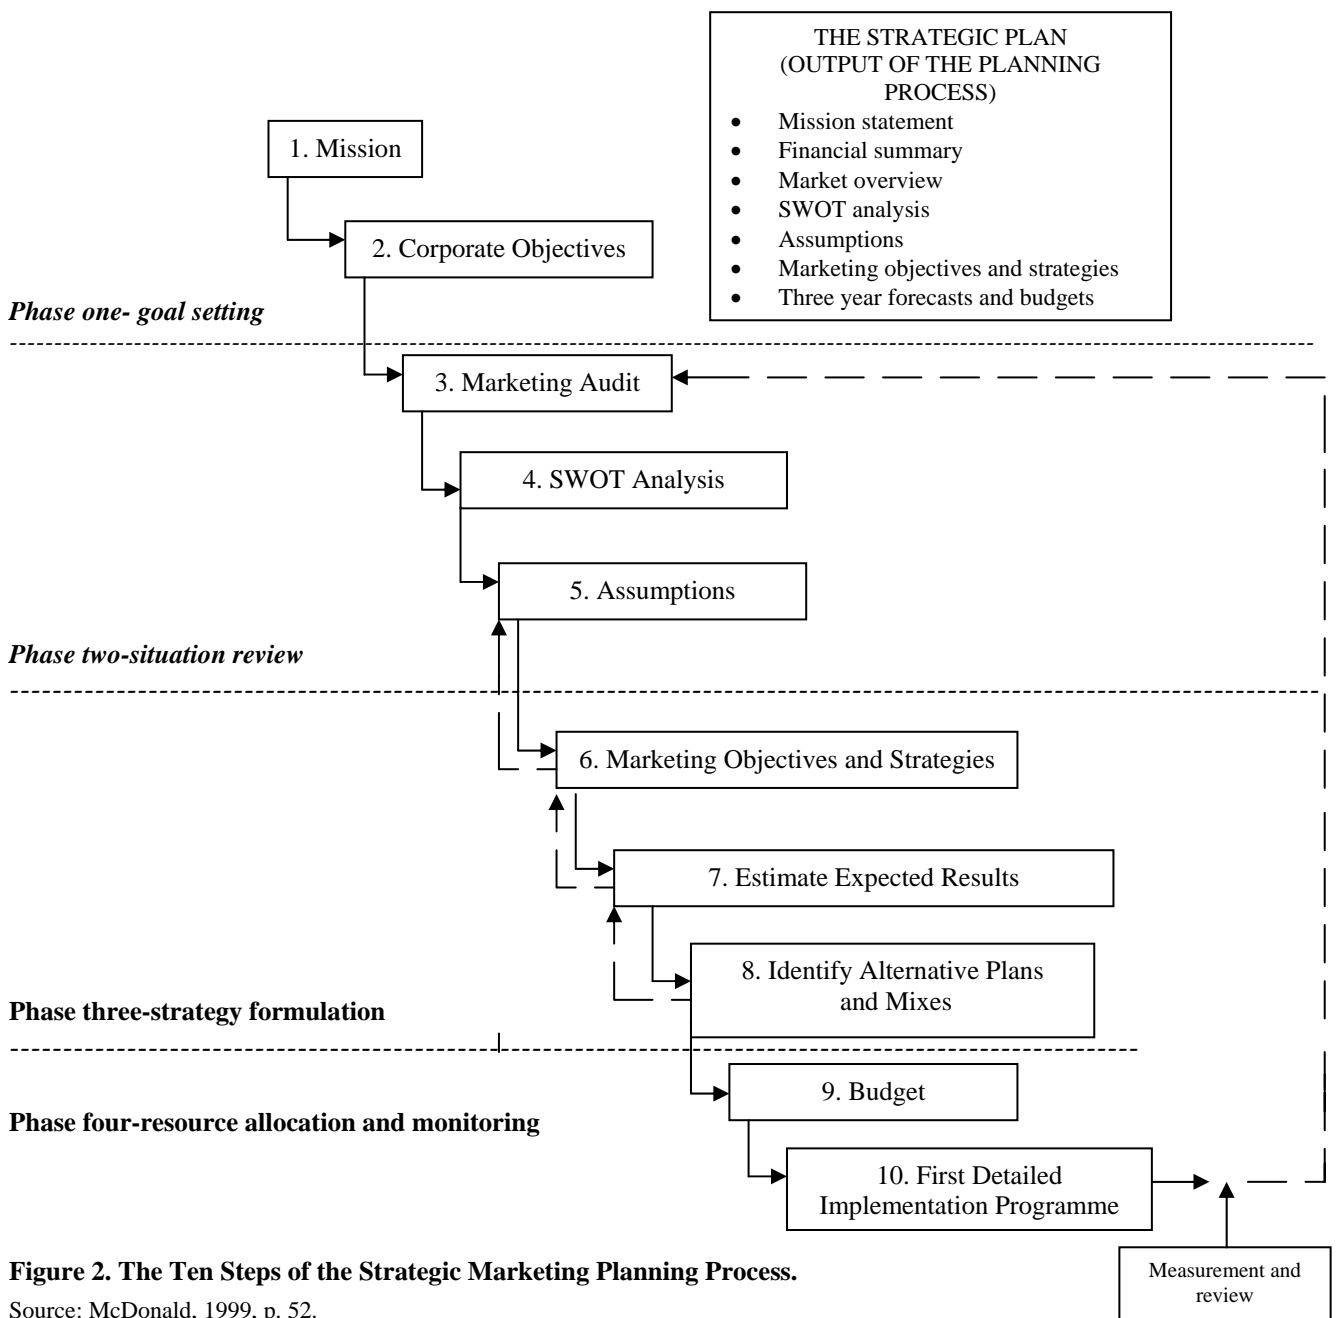 THE STRATEGIC PLAN
(OUTPUT OF THE PLANNING
PROCESS)
• Mission statement
• Financial summary
• Market overview
• SWOT analysis
• Assumptions
• Marketing objectives and strategies
• Three year forecasts and budgets
1. Mission
2. Corporate Objectives
Phase one- goal setting
3. Marketing Audit
4. SWOT Analysis
5. Assumptions
Phase two-situation review
6. Marketing Objectives and Strategies
7. Estimate Expected Results
8. Identify Alternative Plans
and Mixes
Phase three-strategy formulation
9. Budget
Phase four-resource allocation and monitoring
10. First Detailed
Implementation Programme
Measurement and
review
Figure 2. The Ten Steps of the Strategic Marketing Planning Process.
Source: McDonald, 1999, p. 52.